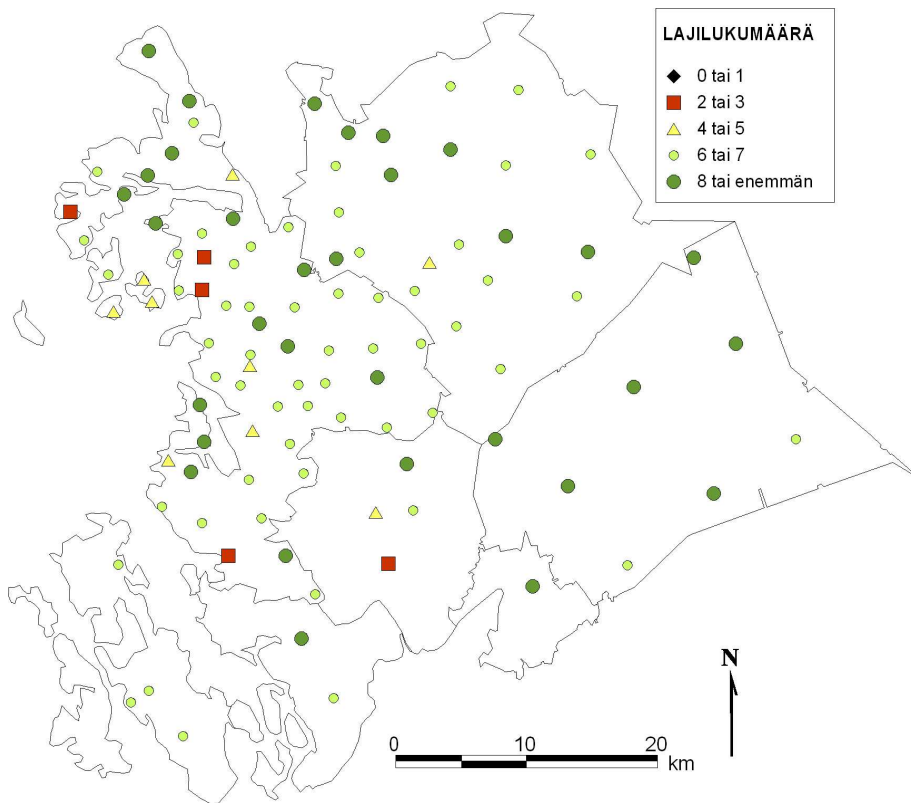 LAJILUKUMÄÄRÄ
0 tai 1
2 tai 3
4 tai 5
6 tai 7
8 tai enemmän
N
0 10 20
km